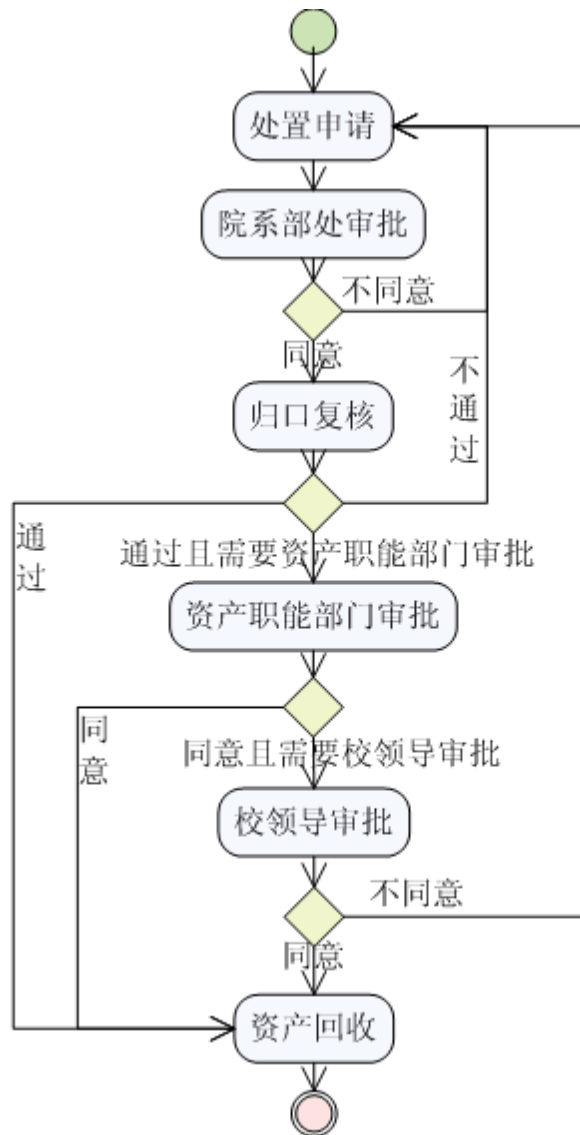 处置申请
院系部处审批
不同意
同意
归口复核
不通过
通过
通过且需要资产职能部门审批
资产职能部门审批
同意
同意且需要校领导审批
校领导审批
不同意
同意
资产回收